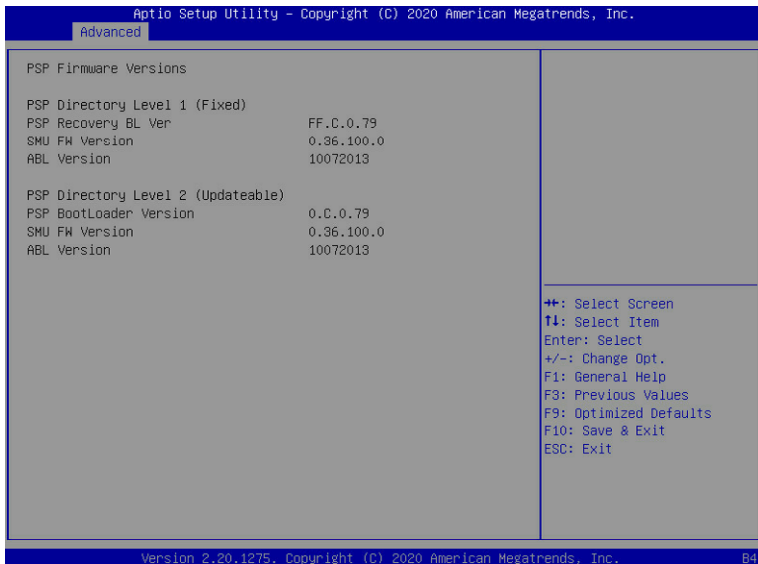 Aptio Setup Utility – Copyright (C) 2020 American Megatrends, Inc.
Advanced
PSP Firmware Versions
PSP Directory Level 1 (Fixed)
PSP Recovery BL Ver FF.C.0.79
SMU FW Version 0.36.100.0
ABL Version 10072013
PSP Directory Level 2 (Updateable)
PSP BootLoader Version 0.C.0.79
SMU FW Version 0.36.100.0
ABL Version 10072013
→←: Select Screen
↑↓: Select Item
Enter: Select
+/-: Change Opt.
F1: General Help
F3: Previous Values
F9: Optimized Defaults
F10: Save & Exit
ESC: Exit
Version 2.20.1275. Copyright (C) 2020 American Megatrends, Inc.
B4